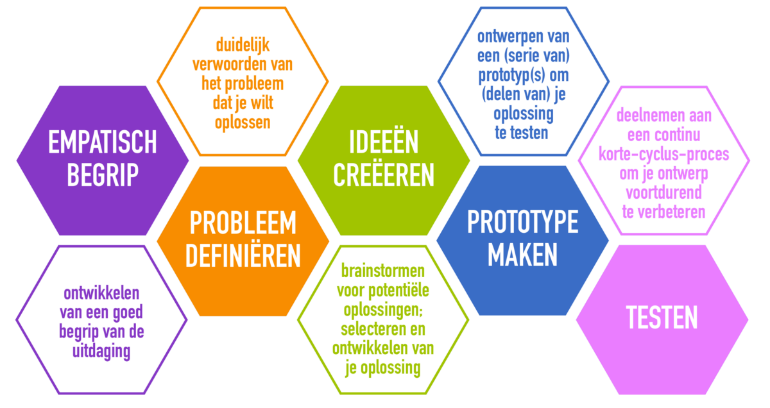 EMPATISCH
BEGRIP
ontwikkelen
van een goed
begrip van de
uitdaging
duidelijk
verwoorden van
het probleem
dat je wilt
oplossen
PROBLEEM
DEFINIËREN
IDEEËN
CREËEREN
brainstormen
voor potentiële
oplossingen;
selecteren en
ontwikkelen van
je oplossing
ontwerpen van
een (serie van)
prototyp(s) om
(delen van) je
oplossing
te testen
PROTOTYPE
MAKEN
deelnemen aan
een continu
korte-cyclus-proces
om je ontwerp
voortdurend
te verbeteren
TESTEN